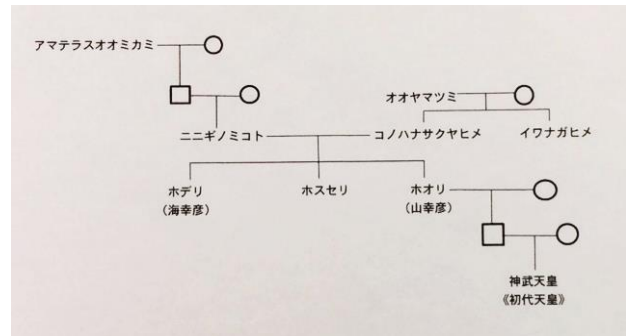 アマテラスオオミカミ
オオヤマツミ
ニニギノミコト
コノハナサクヤヒメ
イワナガヒメ
ホデリ
（海幸彦）
ホスセリ
ホオリ
（山幸彦）
神武天皇
《初代天皇》